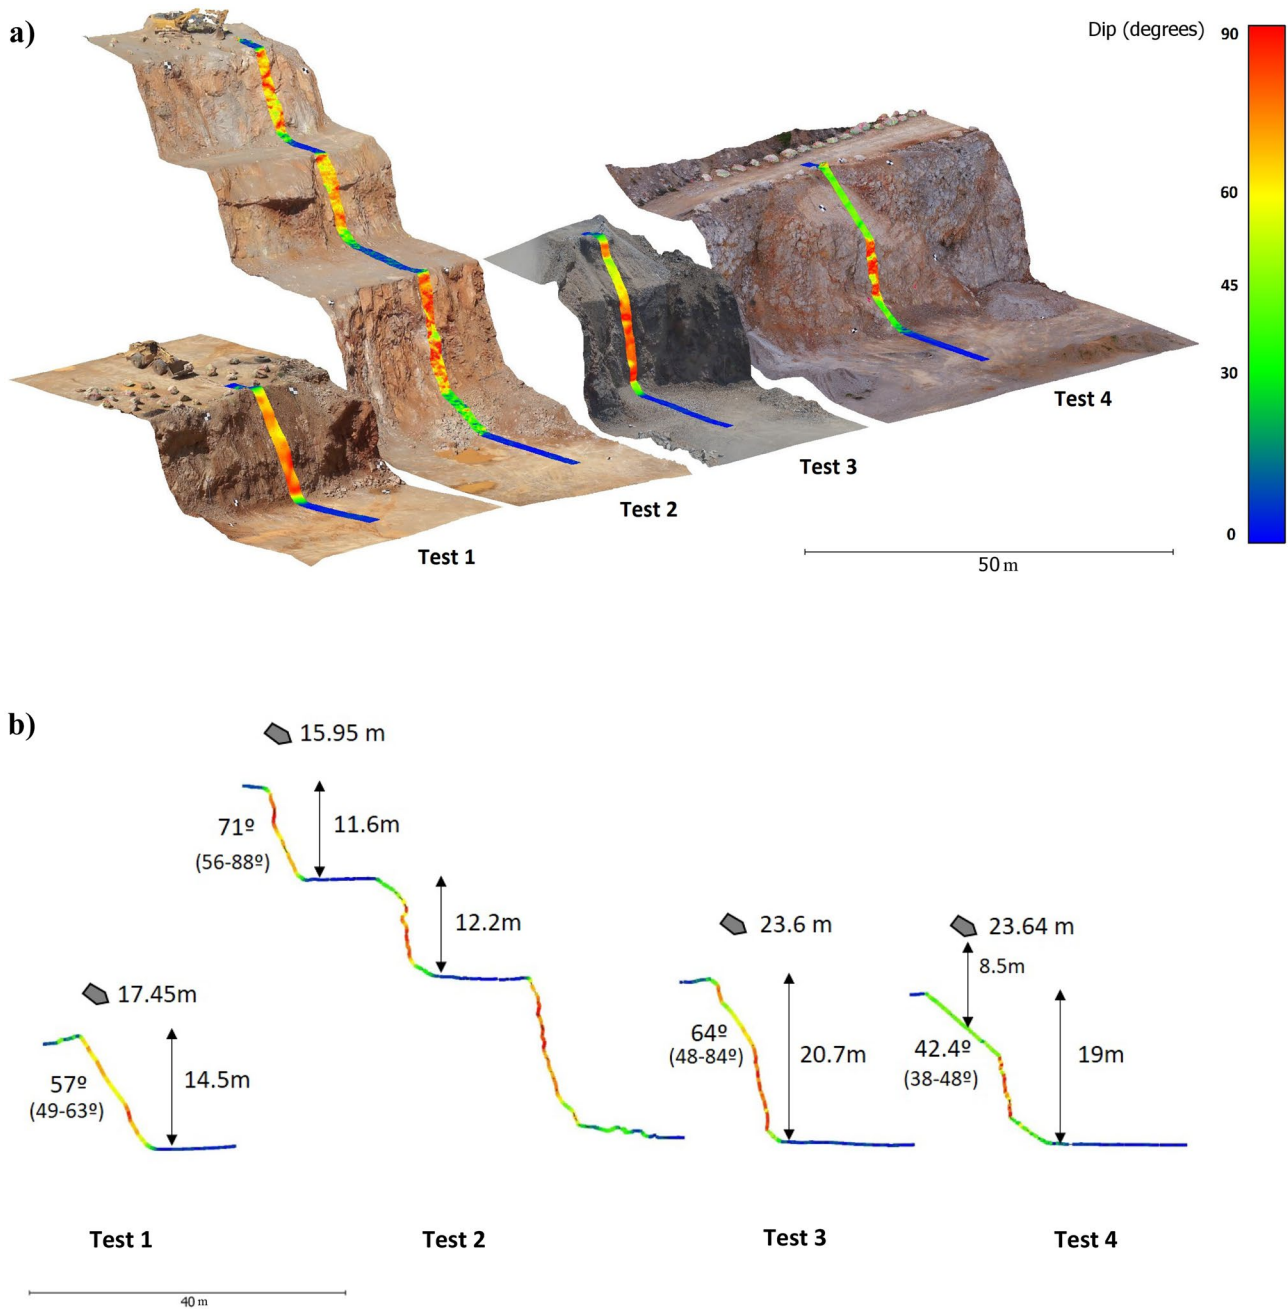 a)
Dip (degrees)
90
60
45
30
0
Test 4
Test 3
Test 2
Test 1
50 m
b)
15.95 m
71º
(56-88º)
11.6m
12.2m
23.6 m
23.64 m
8.5m
17.45m
64º
(48-84º)
20.7m
42.4º
(38-48º)
19m
57º
(49-63º)
14.5m
Test 1
Test 2
Test 3
Test 4
40 m